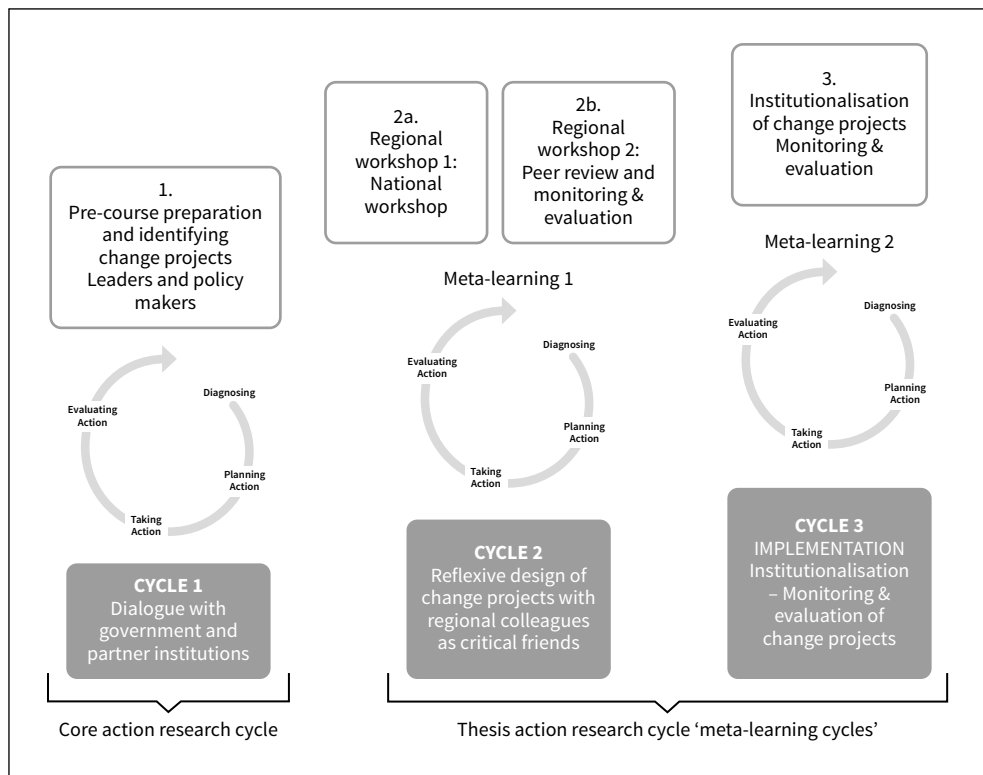 1.
Pre-course preparation
and identifying
change projects
Leaders and policy
makers
Diagnosing
Planning
Action
Taking
Action
Evaluating
Action
CYCLE 1
Dialogue with
government and
partner institutions
Core action research cycle
2a.
Regional
workshop 1:
National
workshop
2b.
Regional
workshop 2:
Peer review and
monitoring &
evaluation
Meta-learning 1
Diagnosing
Planning
Action
Taking
Action
Evaluating
Action
CYCLE 2
Reflexive design of
change projects with
regional colleagues
as critical friends
3.
Institutionalisation
of change projects
Monitoring &
evaluation
Meta-learning 2
Diagnosing
Planning
Action
Taking
Action
Evaluating
Action
CYCLE 3
IMPLEMENTATION
Institutionalisation
– Monitoring &
evaluation of
change projects
Thesis action research cycle ‘meta-learning cycles’